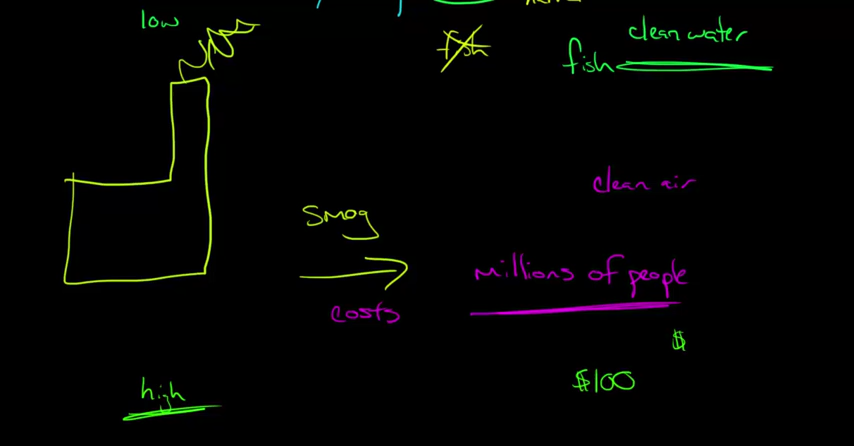 low
fish
clean water
fish
clean air
smog
millions of people
costs
$
$100
high